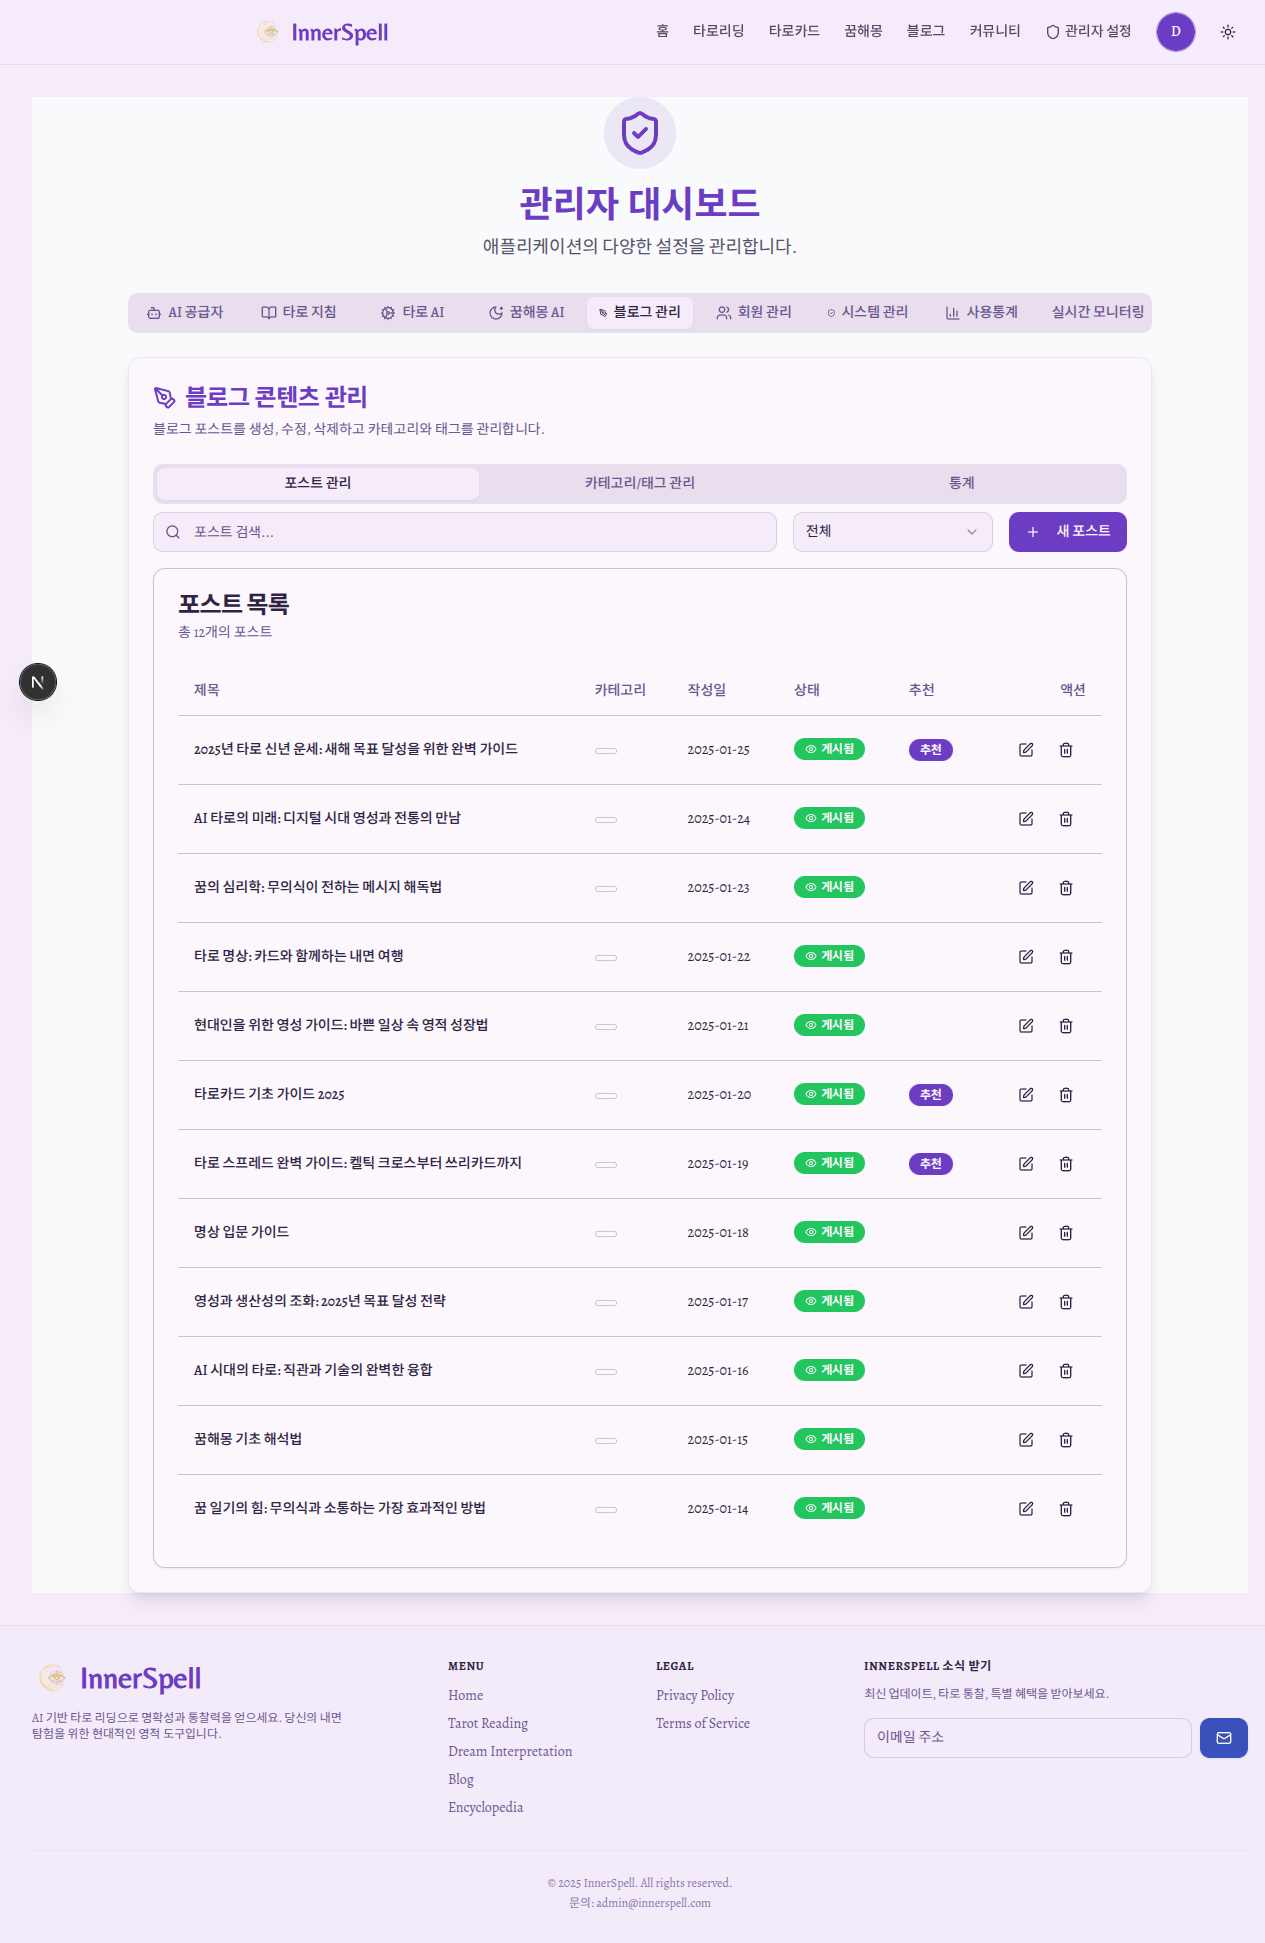 InnerSpell
홈 타로리딩 타로카드 꿈해몽 블로그 커뮤니티 관리자 설정 D
관리자 대시보드
애플리케이션의 다양한 설정을 관리합니다.
AI 공급자 타로 지침 타로 AI 꿈해몽 AI 블로그 관리 회원 관리 시스템 관리 사용통계 실시간 모니터링
블로그 콘텐츠 관리
블로그 포스트를 생성, 수정, 삭제하고 카테고리와 태그를 관리합니다.
포스트 관리 카테고리/태그 관리 통계
포스트 검색... 전체 새 포스트
포스트 목록
총 12개의 포스트
제목 카테고리 작성일 상태 추천 액션
2025년 타로 신년 운세: 새해 목표 달성을 위한 완벽 가이드 2025-01-25 게시됨 추천
AI 타로의 미래: 디지털 시대 영성과 전통의 만남 2025-01-24 게시됨
꿈의 심리학: 무의식이 전하는 메시지 해독법 2025-01-23 게시됨
타로 명상: 카드와 함께하는 내면 여행 2025-01-22 게시됨
현대인을 위한 영성 가이드: 바쁜 일상 속 영적 성장법 2025-01-21 게시됨
타로카드 기초 가이드 2025 2025-01-20 게시됨 추천
타로 스프레드 완벽 가이드: 켈틱 크로스부터 쓰리카드까지 2025-01-19 게시됨 추천
명상 입문 가이드 2025-01-18 게시됨
영성과 생산성의 조화: 2025년 목표 달성 전략 2025-01-17 게시됨
AI 시대의 타로: 직관과 기술의 완벽한 융합 2025-01-16 게시됨
꿈해몽 기초 해석법 2025-01-15 게시됨
꿈 일기의 힘: 무의식과 소통하는 가장 효과적인 방법 2025-01-14 게시됨
N
InnerSpell
AI 기반 타로 리딩으로 명확성과 통찰력을 얻으세요. 당신의 내면
탐험을 위한 현대적인 영적 도구입니다.
MENU
Home
Tarot Reading
Dream Interpretation
Blog
Encyclopedia
LEGAL
Privacy Policy
Terms of Service
INNERSPELL 소식 받기
최신 업데이트, 타로 통찰, 특별 혜택을 받아보세요.
이메일 주소
© 2025 InnerSpell. All rights reserved.
문의: admin@innerspell.com